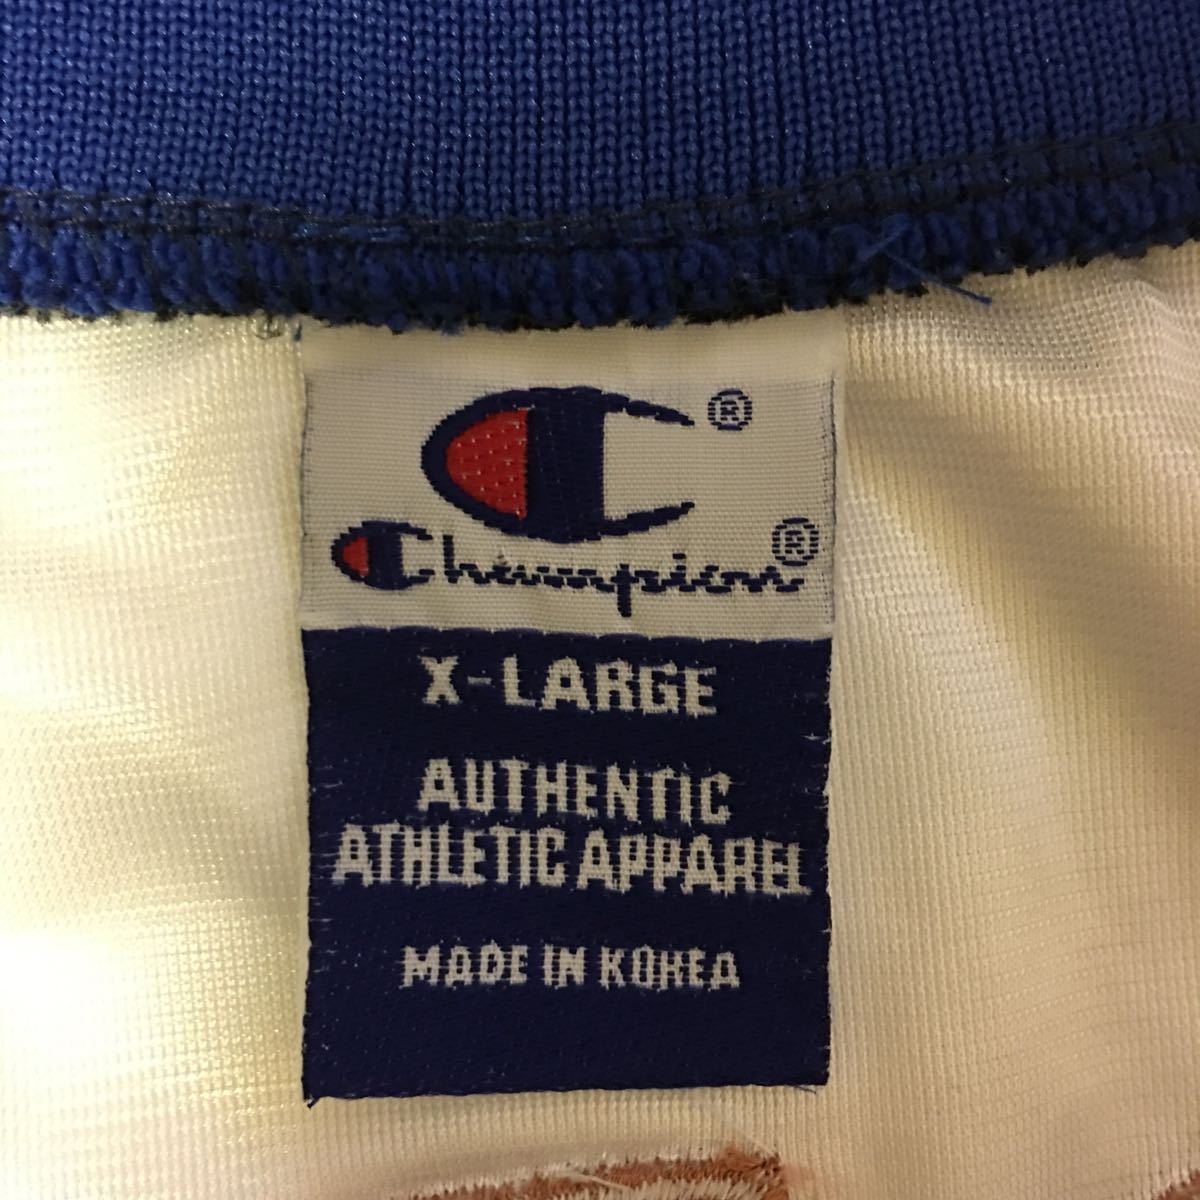 ®
Champion®
X-LARGE
AUTHENTIC
ATHLETIC APPAREL
MADE IN KOREA